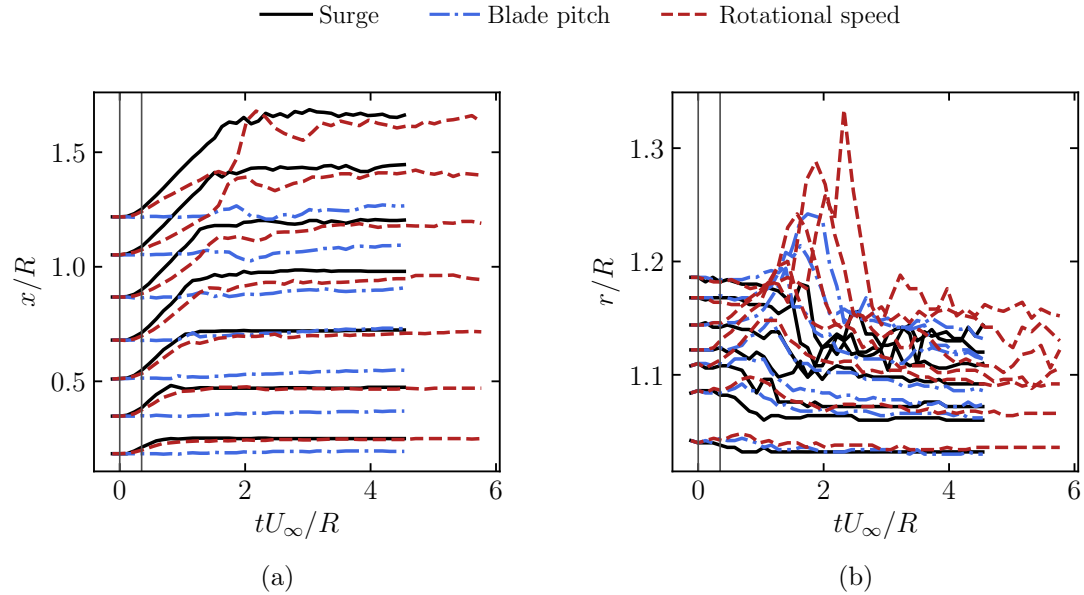 Surge Blade pitch Rotational speed
1.5
1.0
0.5
x/R
0 2 4 6
tU∞/R
(a)
1.3
1.2
1.1
r/R
0 2 4 6
tU∞/R
(b)